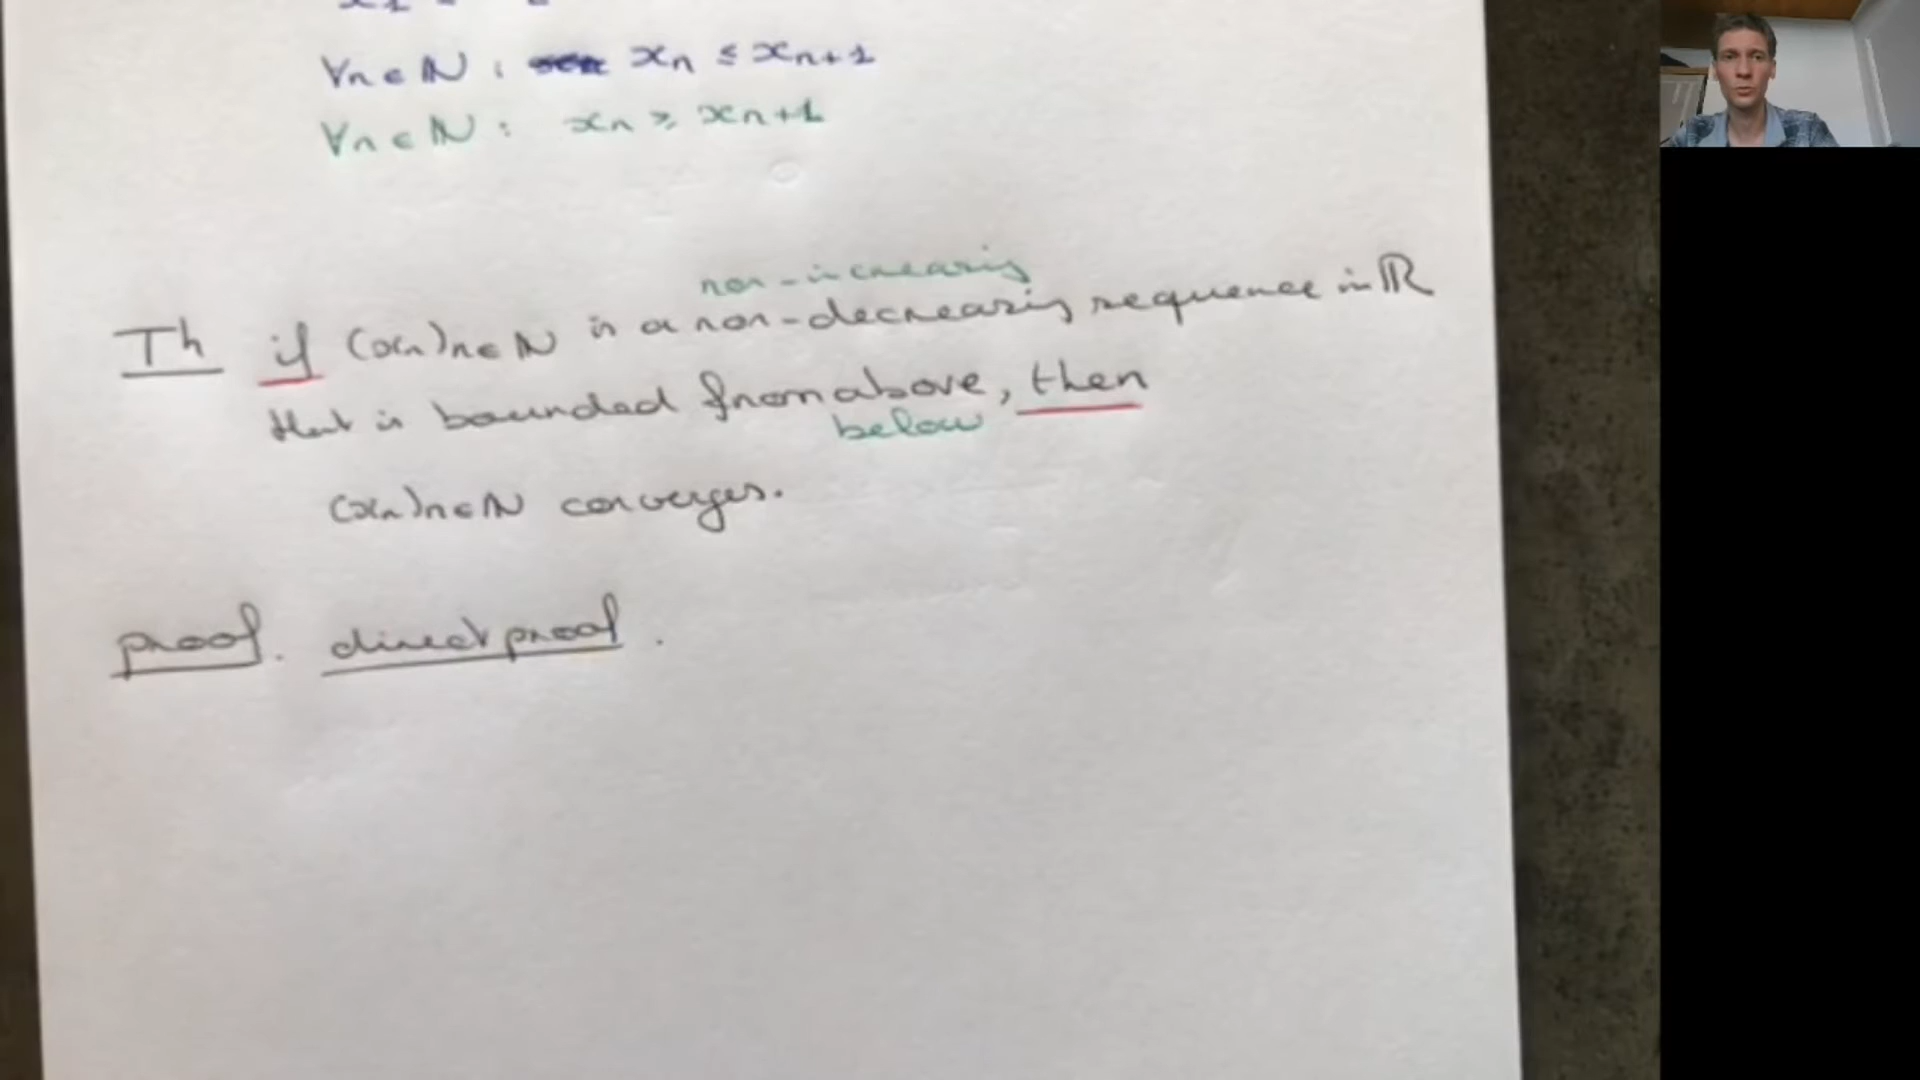 ∀n ∈ ℕ : xₙ ≤ xₙ₊₁
∀n ∈ ℕ : xₙ ≥ xₙ₊₁
non-increasing
Th if (xₙ)n∈ℕ is a non-decreasing sequence in ℝ
that is bounded from above, then
below
(xₙ)n∈ℕ converges.
proof. direct proof.